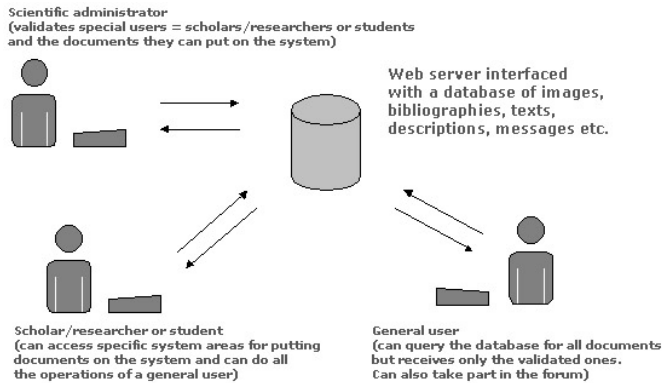 Scientific administrator
(validates special users = scholars/researchers or students
and the documents they can put on the system)
Web server interfaced
with a database of images,
bibliographies, texts,
descriptions, messages etc.
Scholar/researcher or student
(can access specific system areas for putting
documents on the system and can do all
the operations of a general user)
General user
(can query the database for all documents
but receives only the validated ones.
Can also take part in the forum)